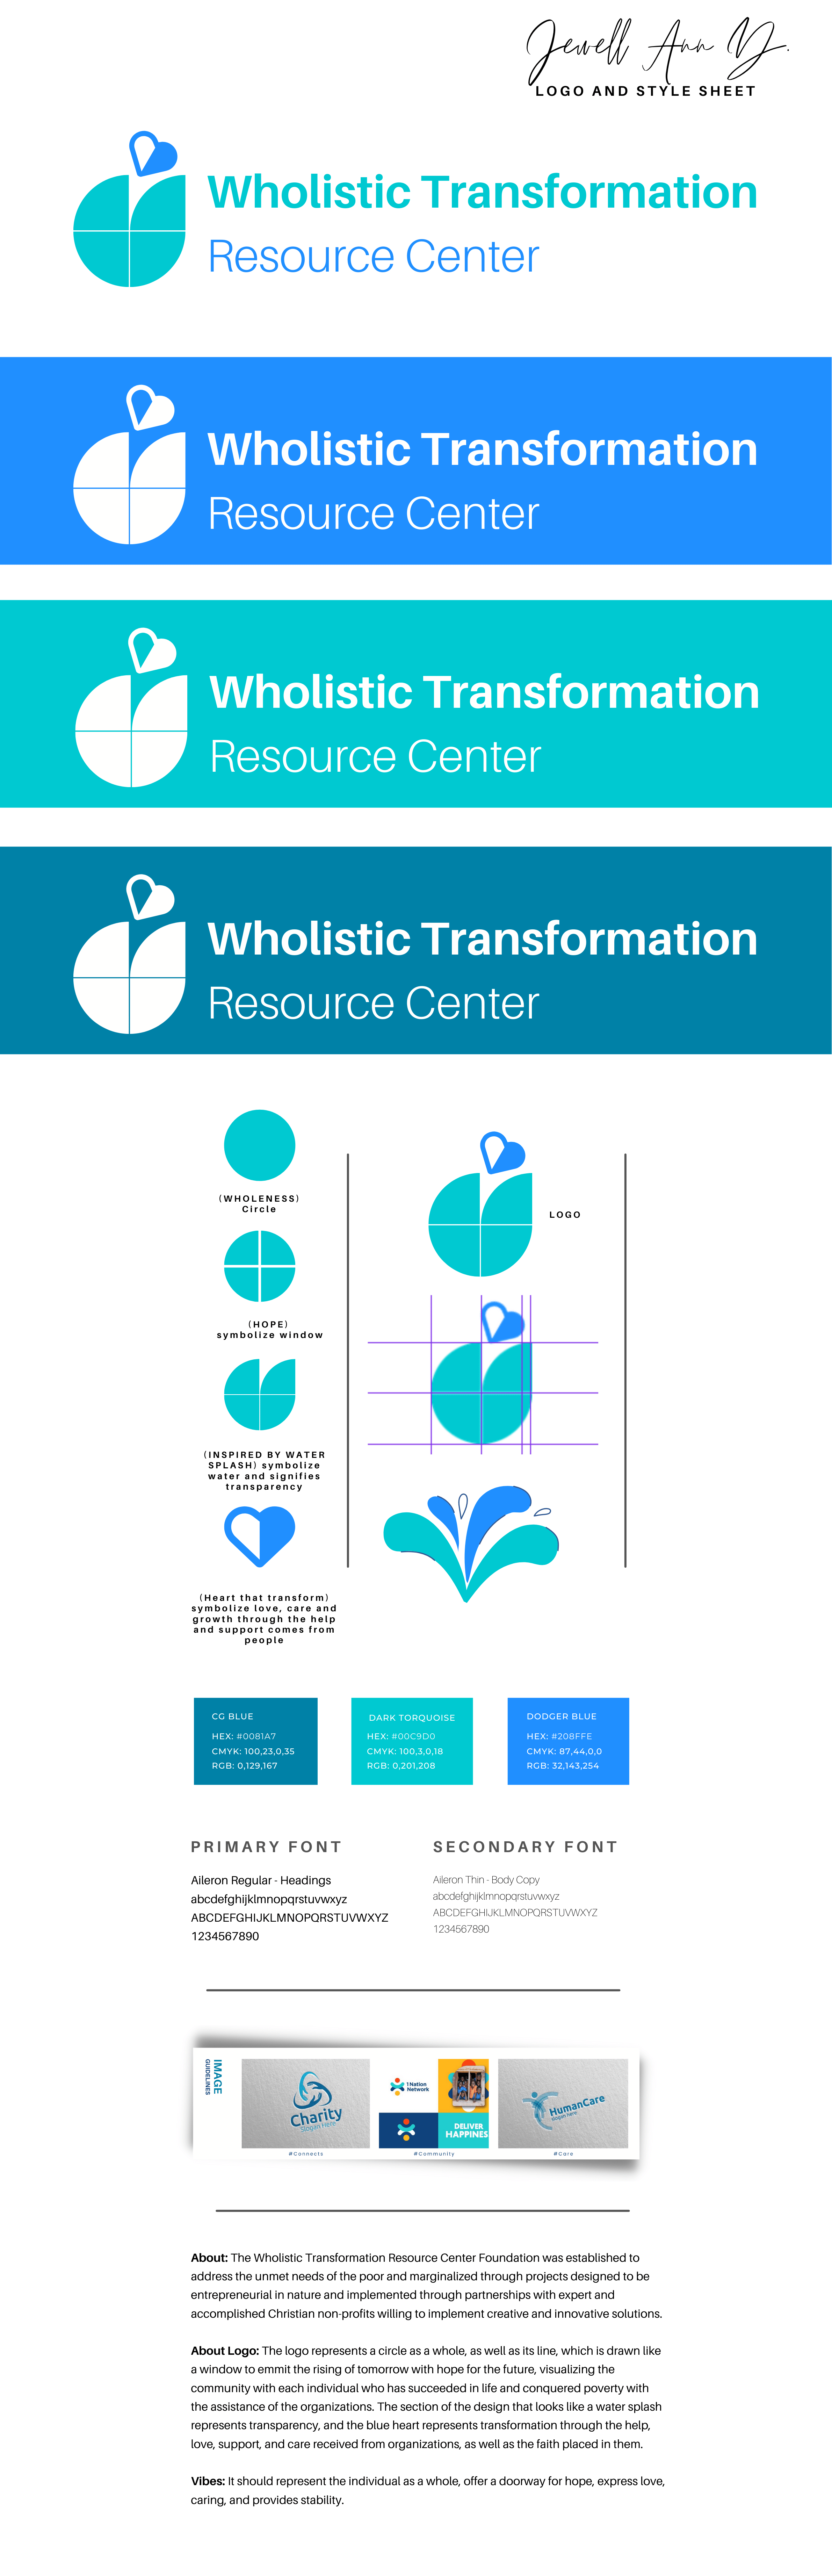 Jewell Ann D.
LOGO AND STYLE SHEET
Wholistic Transformation
Resource Center
Wholistic Transformation
Resource Center
Wholistic Transformation
Resource Center
Wholistic Transformation
Resource Center
(WHOLENESS)
Circle
LOGO
(HOPE)
symbolize window
(INSPIRED BY WATER
SPLASH) symbolize
water and signifies
transparency
(Heart that transform)
symbolize love, care and
growth through the help
and support comes from
people
CG BLUE
HEX: #0081A7
CMYK: 100,23,0,35
RGB: 0,129,167
DARK TORQUOISE
HEX: #00C9D0
CMYK: 100,3,0,18
RGB: 0,201,208
DODGER BLUE
HEX: #208FFE
CMYK: 87,44,0,0
RGB: 32,143,254
PRIMARY FONT
Aileron Regular - Headings
abcdefghijklmnopqrstuvwxyz
ABCDEFGHIJKLMNOPQRSTUVWXYZ
1234567890
SECONDARY FONT
Aileron Thin - Body Copy
abcdefghijklmnopqrstuvwxyz
ABCDEFGHIJKLMNOPQRSTUVWXYZ
1234567890
IMAGE
GUIDELINES
Charity
Slogan Here
#Connects
1Nation
Network
DELIVER
HAPPINES
#Community
HumanCare
Slogan Here
#Care
About: The Wholistic Transformation Resource Center Foundation was established to
address the unmet needs of the poor and marginalized through projects designed to be
entrepreneurial in nature and implemented through partnerships with expert and
accomplished Christian non-profits willing to implement creative and innovative solutions.
About Logo: The logo represents a circle as a whole, as well as its line, which is drawn like
a window to emmit the rising of tomorrow with hope for the future, visualizing the
community with each individual who has succeeded in life and conquered poverty with
the assistance of the organizations. The section of the design that looks like a water splash
represents transparency, and the blue heart represents transformation through the help,
love, support, and care received from organizations, as well as the faith placed in them.
Vibes: It should represent the individual as a whole, offer a doorway for hope, express love,
caring, and provides stability.